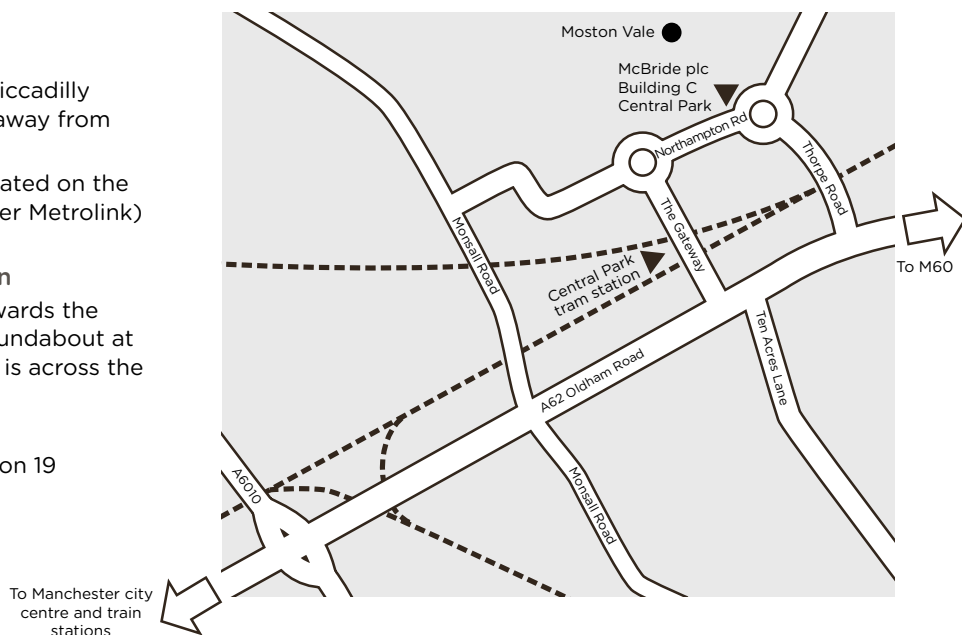 iccadilly
away from
ated on the
er Metrolink)
n
wards the
undabout at
is across the
on 19
Moston Vale
McBride plc
Building C
Central Park
Northampton Rd
Thorpe Road
The Gateway
Monsall Road
Central Park
tram station
To M60
A62 Oldham Road
Ten Acres Lane
A6010
Monsall Road
To Manchester city
centre and train
stations